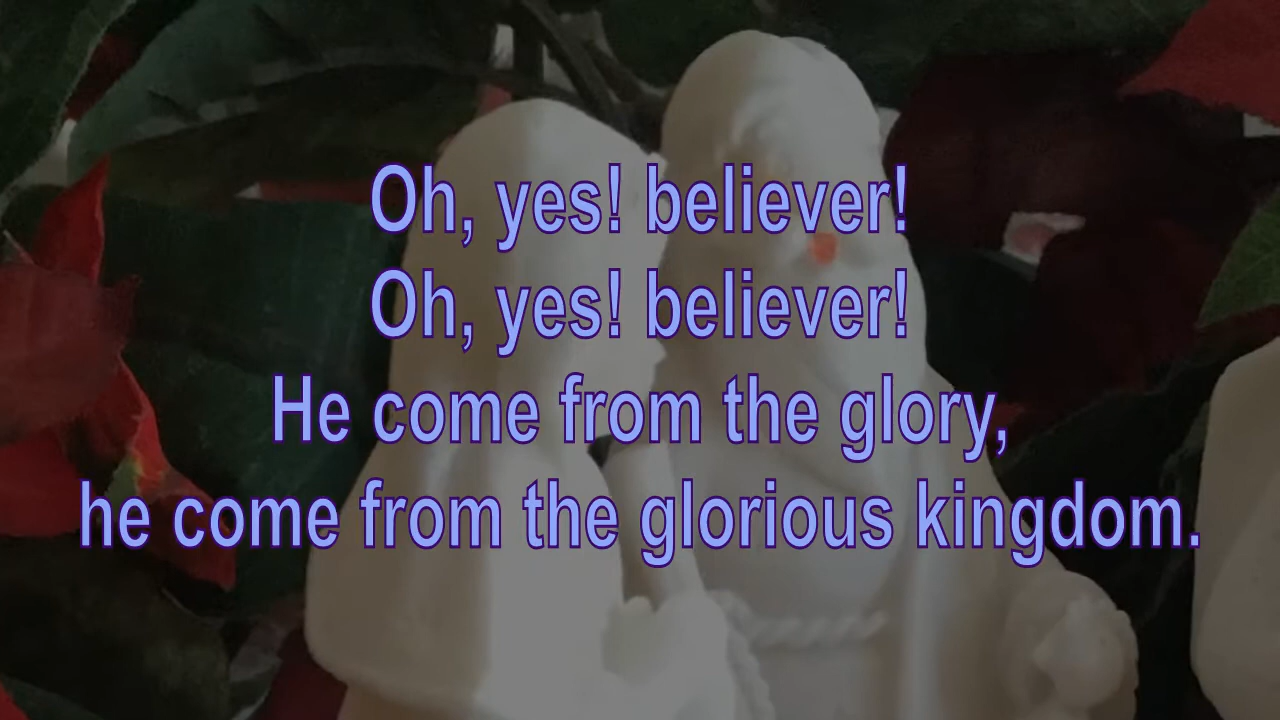 Oh, yes! believer!
Oh, yes! believer!
He come from the glory,
he come from the glorious kingdom.